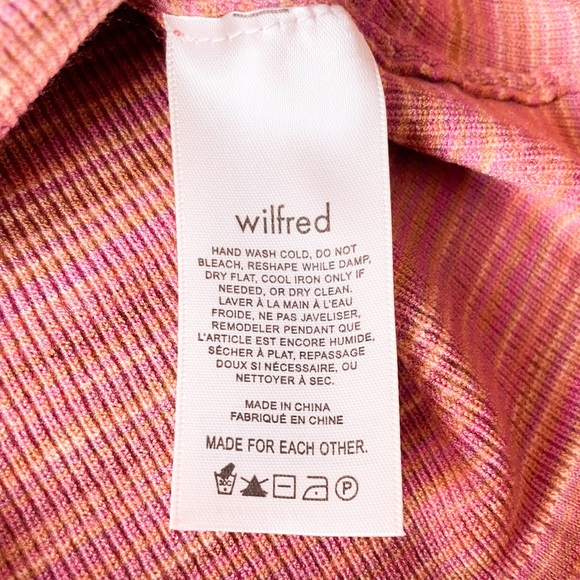 wilfred
HAND WASH COLD, DO NOT
BLEACH, RESHAPE WHILE DAMP,
DRY FLAT, COOL IRON ONLY IF
NEEDED, OR DRY CLEAN.
LAVER À LA MAIN À L'EAU
FROIDE, NE PAS JAVELISER,
REMODELER PENDANT QUE
L'ARTICLE EST ENCORE HUMIDE,
SÉCHER À PLAT, REPASSAGE
DOUX SI NÉCESSAIRE, OU
NETTOYER À SEC.
MADE IN CHINA
FABRIQUÉ EN CHINE
MADE FOR EACH OTHER.
P